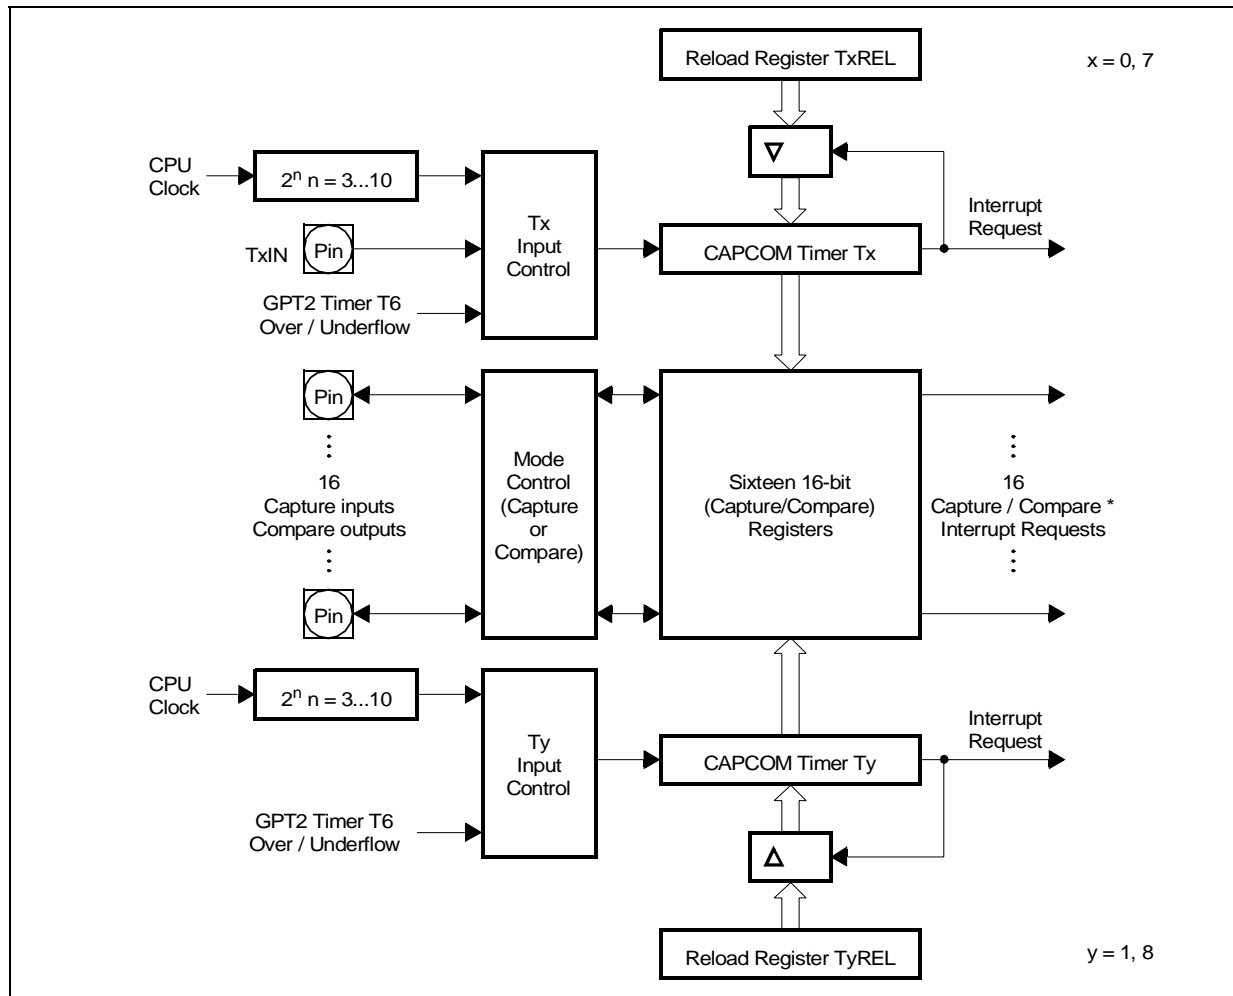 Reload Register TxREL
x = 0, 7
CPU
Clock
2ⁿ n = 3...10
Tx
Input
Control
TxIN
Pin
CAPCOM Timer Tx
Interrupt
Request
GPT2 Timer T6
Over / Underflow
Pin
16
Capture inputs
Compare outputs
Pin
Mode
Control
(Capture
or
Compare)
Sixteen 16-bit
(Capture/Compare)
Registers
16
Capture / Compare *
Interrupt Requests
CPU
Clock
2ⁿ n = 3...10
Ty
Input
Control
CAPCOM Timer Ty
Interrupt
Request
GPT2 Timer T6
Over / Underflow
Reload Register TyREL
y = 1, 8